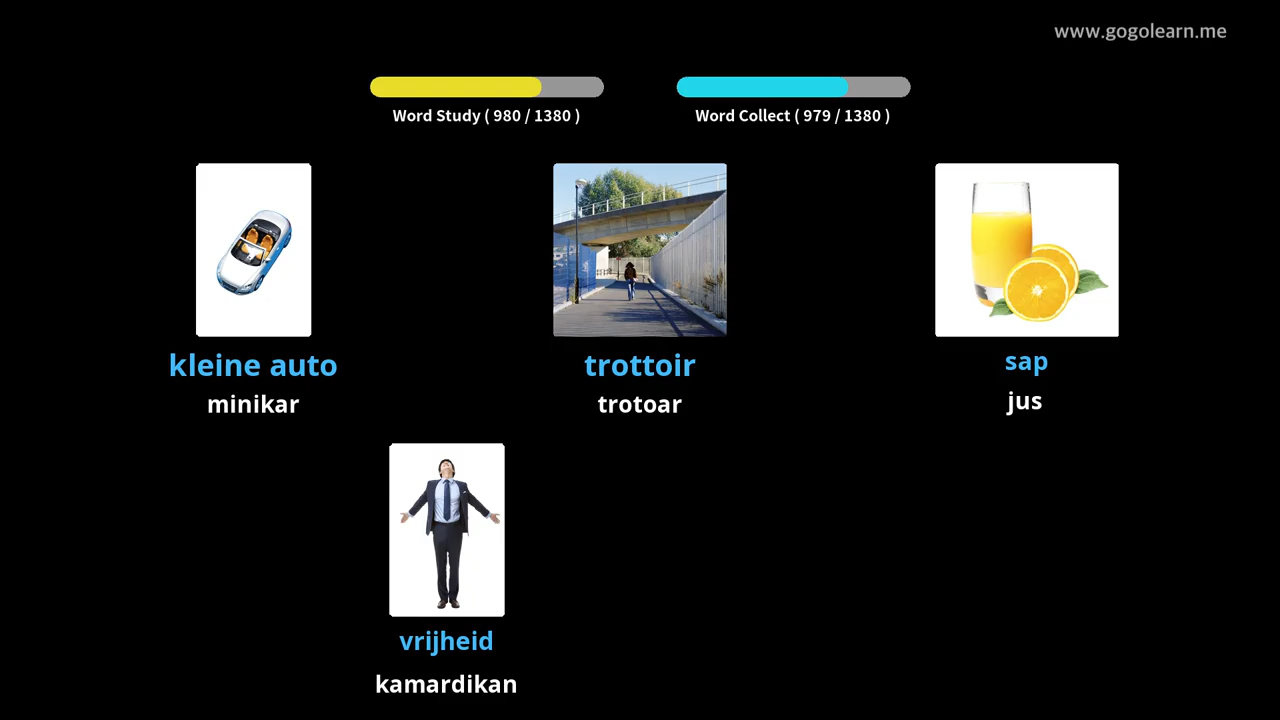 www.gogolearn.me
Word Study ( 980 / 1380 )
Word Collect ( 979 / 1380 )
kleine auto
minikar
trottoir
trotoar
sap
jus
vrijheid
kamardikan